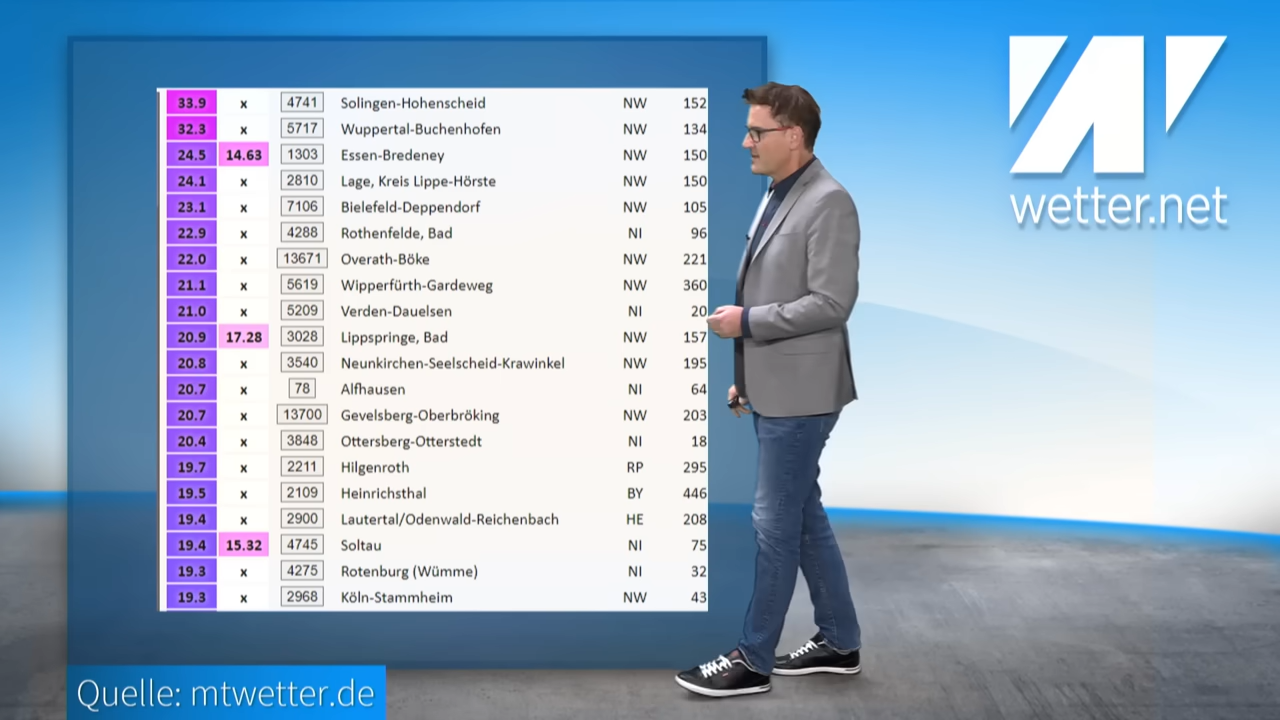 33.9 x 4741 Solingen-Hohenscheid NW 152
32.3 x 5717 Wuppertal-Buchenhofen NW 134
24.5 14.63 1303 Essen-Bredeney NW 150
24.1 x 2810 Lage, Kreis Lippe-Hörste NW 150
23.1 x 7106 Bielefeld-Deppendorf NW 105
22.9 x 4288 Rothenfelde, Bad NI 96
22.0 x 13671 Overath-Böke NW 221
21.1 x 5619 Wipperfürth-Gardeweg NW 360
21.0 x 5209 Verden-Dauelsen NI 20
20.9 17.28 3028 Lippspringe, Bad NW 157
20.8 x 3540 Neunkirchen-Seelscheid-Krawinkel NW 195
20.7 x 78 Alfhausen NI 64
20.7 x 13700 Gevelsberg-Oberbröking NW 203
20.4 x 3848 Ottersberg-Otterstedt NI 18
19.7 x 2211 Hilgenroth RP 295
19.5 x 2109 Heinrichsthal BY 446
19.4 x 2900 Lautertal/Odenwald-Reichenbach HE 208
19.4 15.32 4745 Soltau NI 75
19.3 x 4275 Rotenburg (Wümme) NI 32
19.3 x 2968 Köln-Stammheim NW 43
wetter.net
Quelle: mtwetter.de